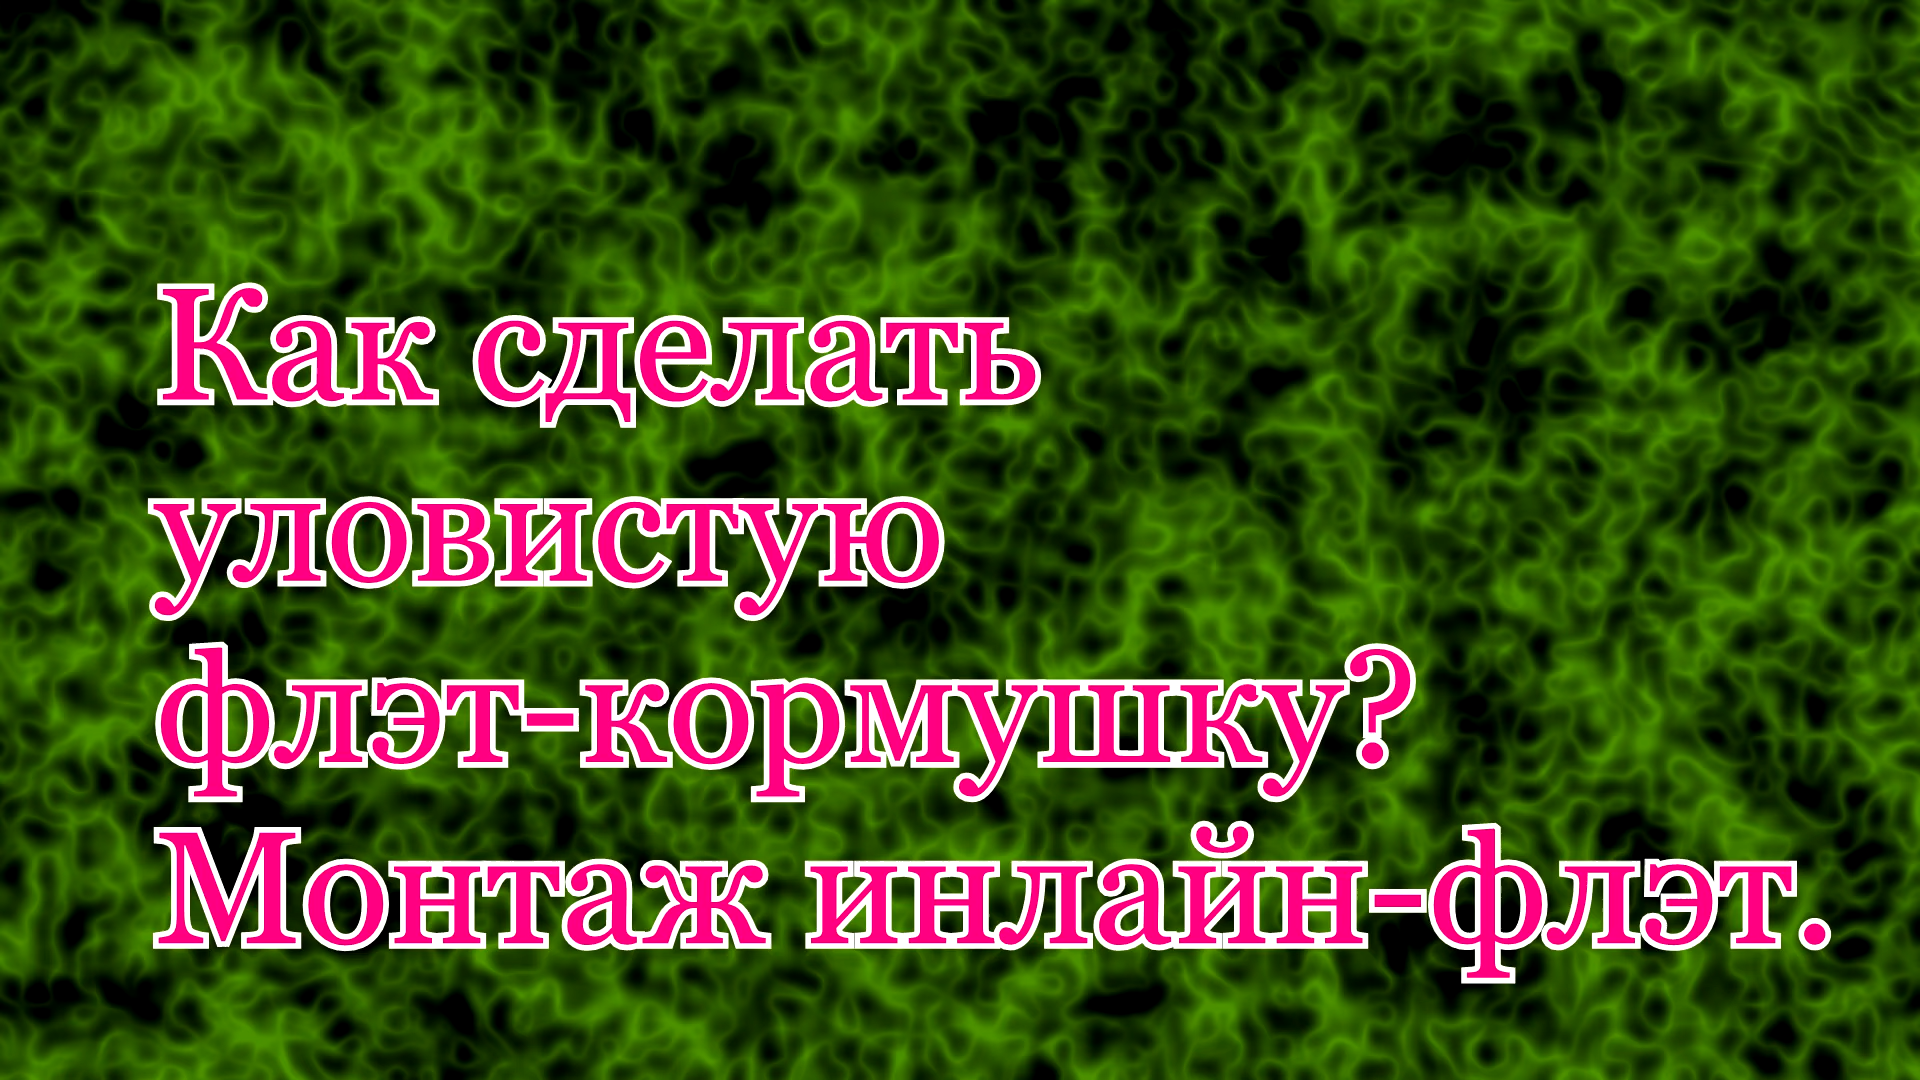 Как сделать
уловистую
флэт-кормушку?
Монтаж инлайн-флэт.